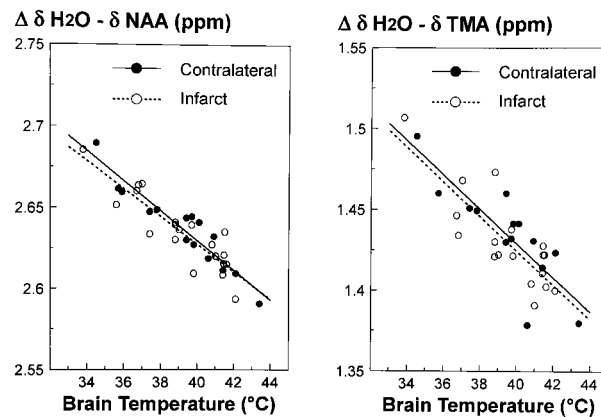 Δ δ H2O - δ NAA (ppm)
2.75
2.7
2.65
2.6
2.55
Contralateral
Infarct
34 36 38 40 42 44
Brain Temperature (°C)
Δ δ H2O - δ TMA (ppm)
1.55
1.5
1.45
1.4
1.35
Contralateral
Infarct
34 36 38 40 42 44
Brain Temperature (°C)